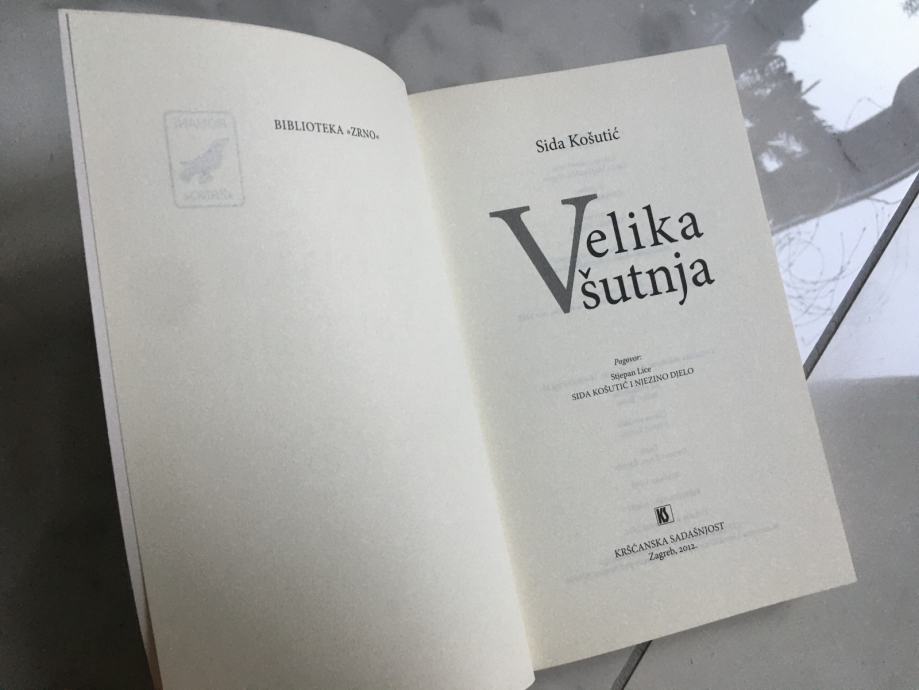 BIBLIOTEKA »ZRNO«
Sida Košutić
Velika
šutnja
Pogovor:
Stjepan Lice
SIDA KOŠUTIĆ I NJEZINO DJELO
KS
KRŠĆANSKA SADAŠNJOST
Zagreb, 2012.